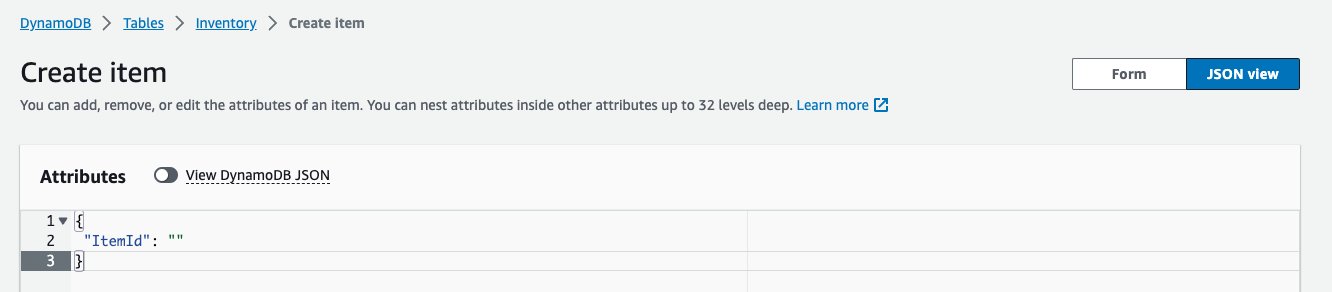 DynamoDB > Tables > Inventory > Create item
Create item
Form JSON view
You can add, remove, or edit the attributes of an item. You can nest attributes inside other attributes up to 32 levels deep. Learn more
Attributes View DynamoDB JSON
1 {
2 "ItemId": ""
3 }